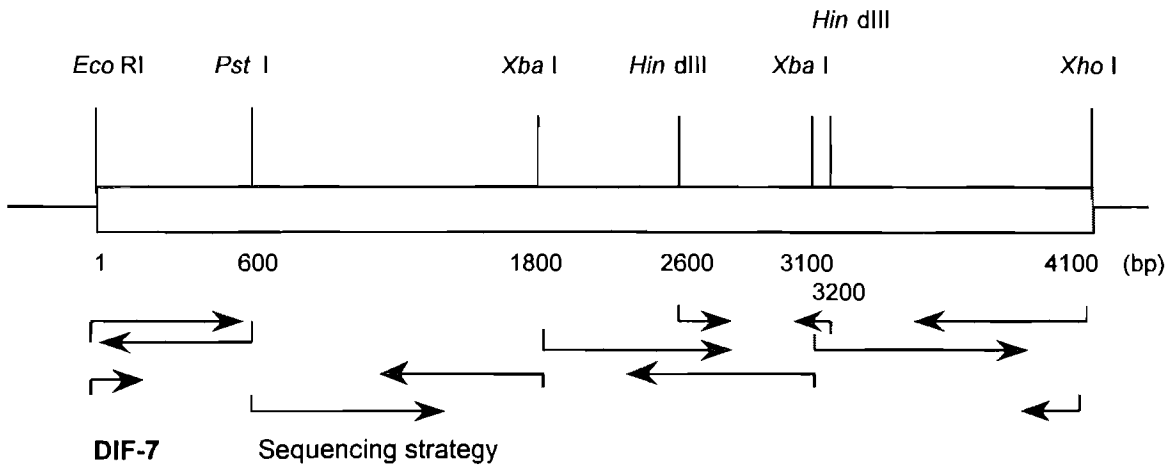 Hin dIII
Eco RI Pst I Xba I Hin dIII Xba I Xho I
1 600 1800 2600 3100 4100 (bp)
3200
DIF-7 Sequencing strategy